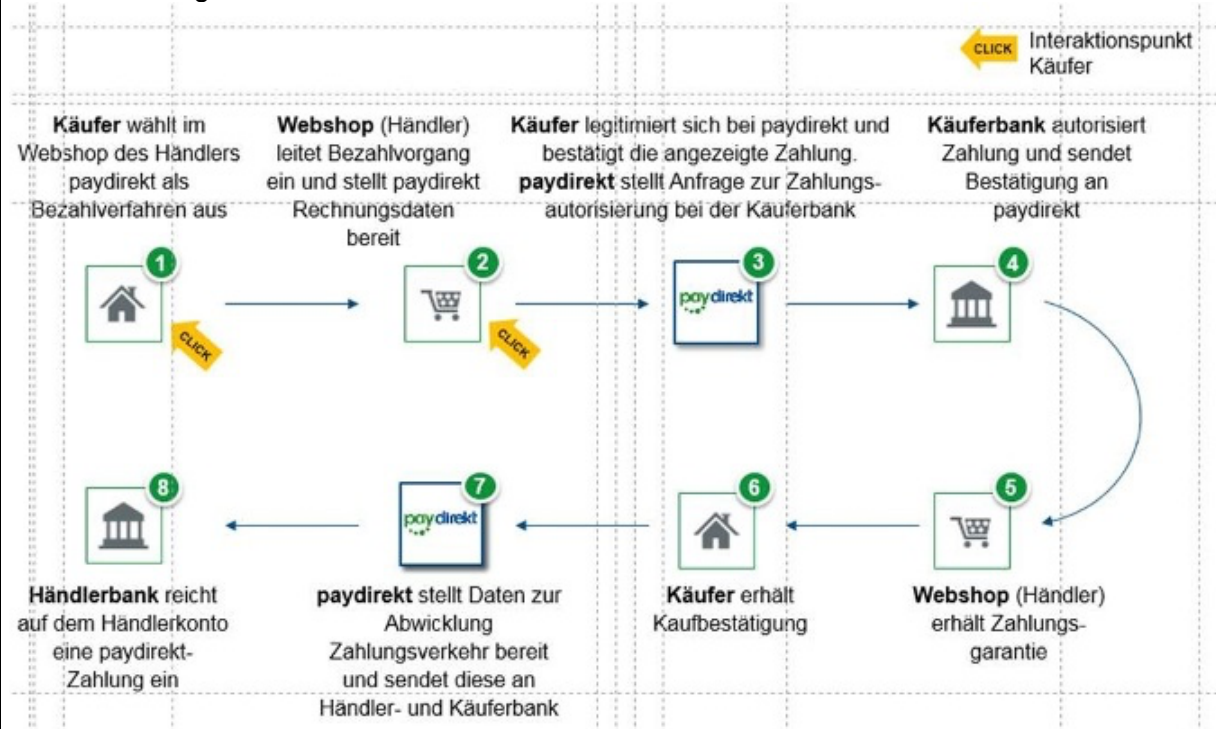 CLICK
Interaktionspunkt
Käufer
Käufer wählt im
Webshop des Händlers
paydirekt als
Bezahlverfahren aus
Webshop (Händler)
leitet Bezahlvorgang
ein und stellt paydirekt
Rechnungsdaten
bereit
Käufer legitimiert sich bei paydirekt und
bestätigt die angezeigte Zahlung.
paydirekt stellt Anfrage zur Zahlungs-
autorisierung bei der Käuferbank
Käuferbank autorisiert
Zahlung und sendet
Bestätigung an
paydirekt
1
CLICK
2
CLICK
3
paydirekt
4
5
Webshop (Händler)
erhält Zahlungs-
garantie
6
Käufer erhält
Kaufbestätigung
7
paydirekt
paydirekt stellt Daten zur
Abwicklung
Zahlungsverkehr bereit
und sendet diese an
Händler- und Käuferbank
8
Händlerbank reicht
auf dem Händlerkonto
eine paydirekt-
Zahlung ein